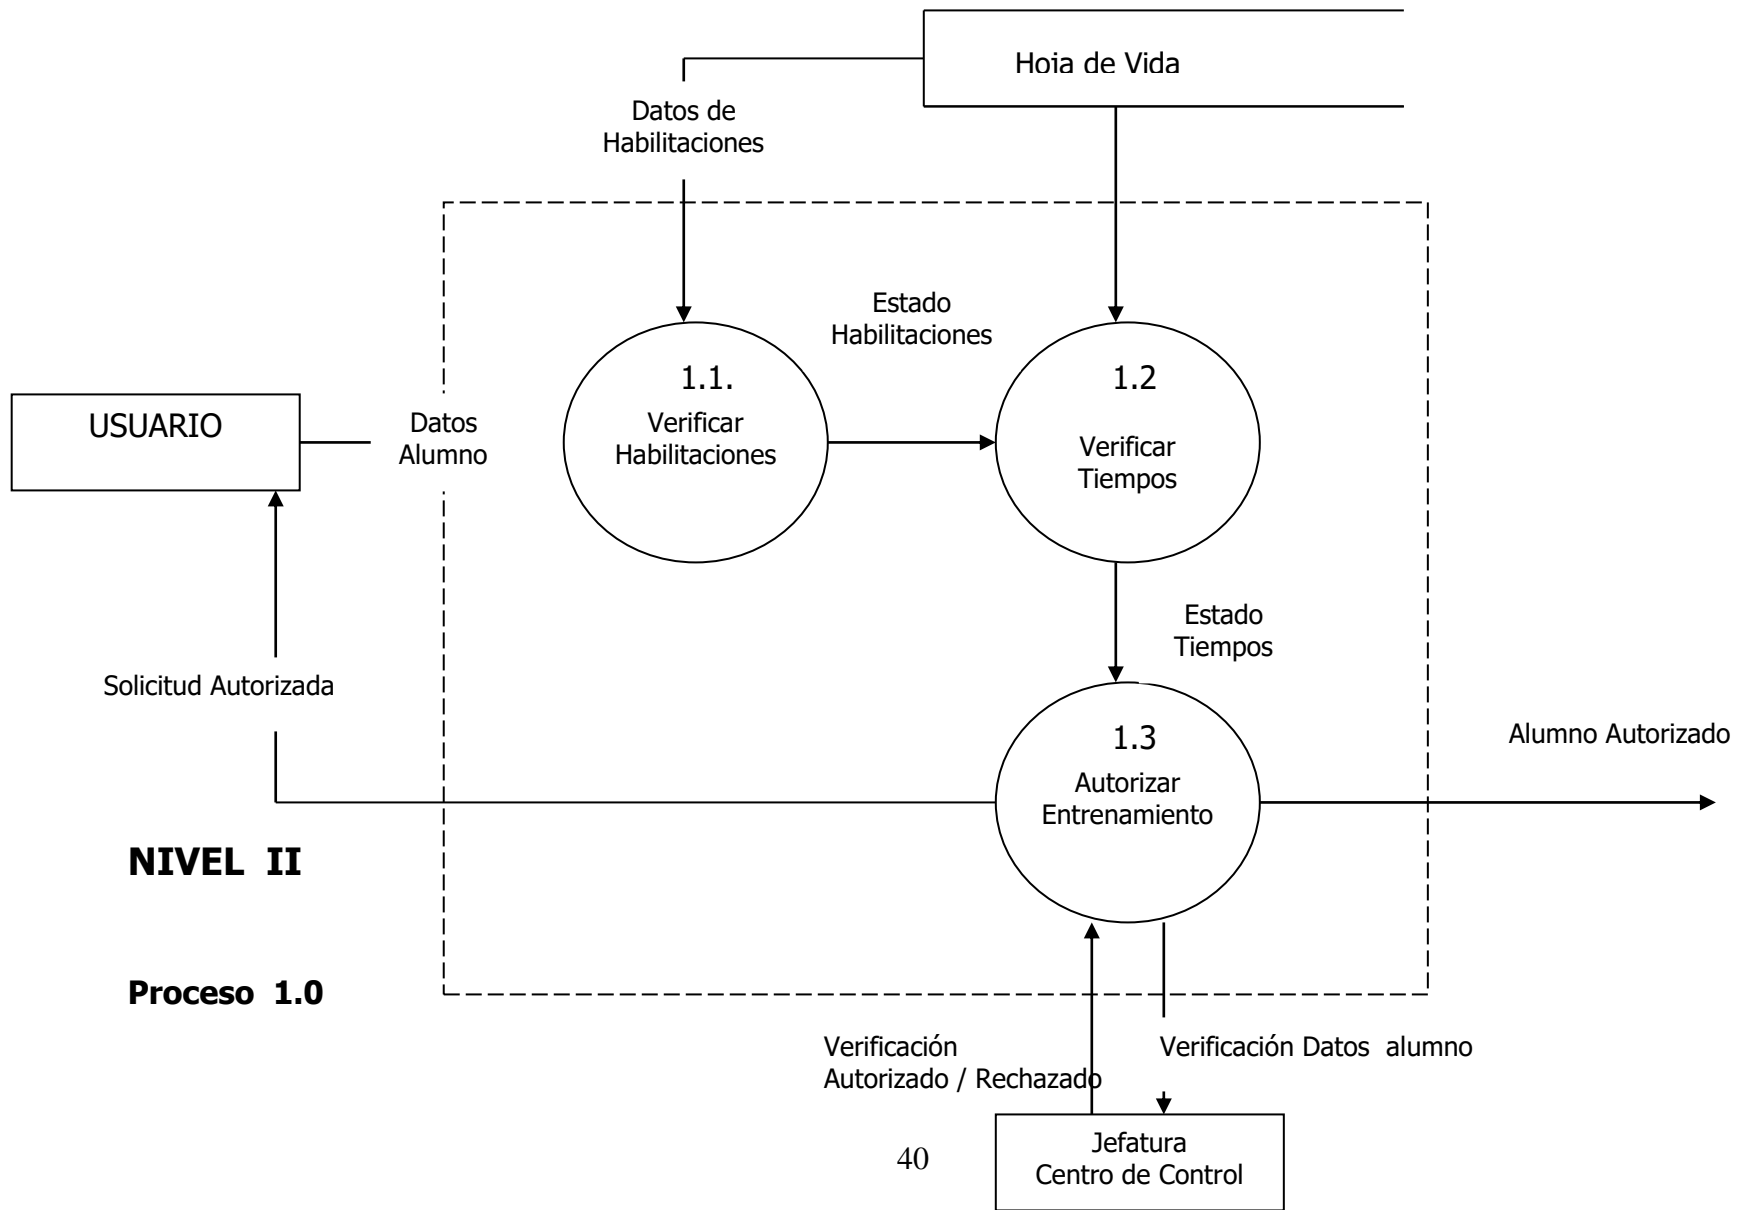 Hoja de Vida
Datos de
Habilitaciones
Estado
Habilitaciones
1.1.
Verificar
Habilitaciones
1.2
Verificar
Tiempos
USUARIO
Datos
Alumno
Estado
Tiempos
Solicitud Autorizada
1.3
Autorizar
Entrenamiento
Alumno Autorizado
NIVEL II
Proceso 1.0
Verificación
Autorizado / Rechazado
Verificación Datos alumno
Jefatura
Centro de Control
40